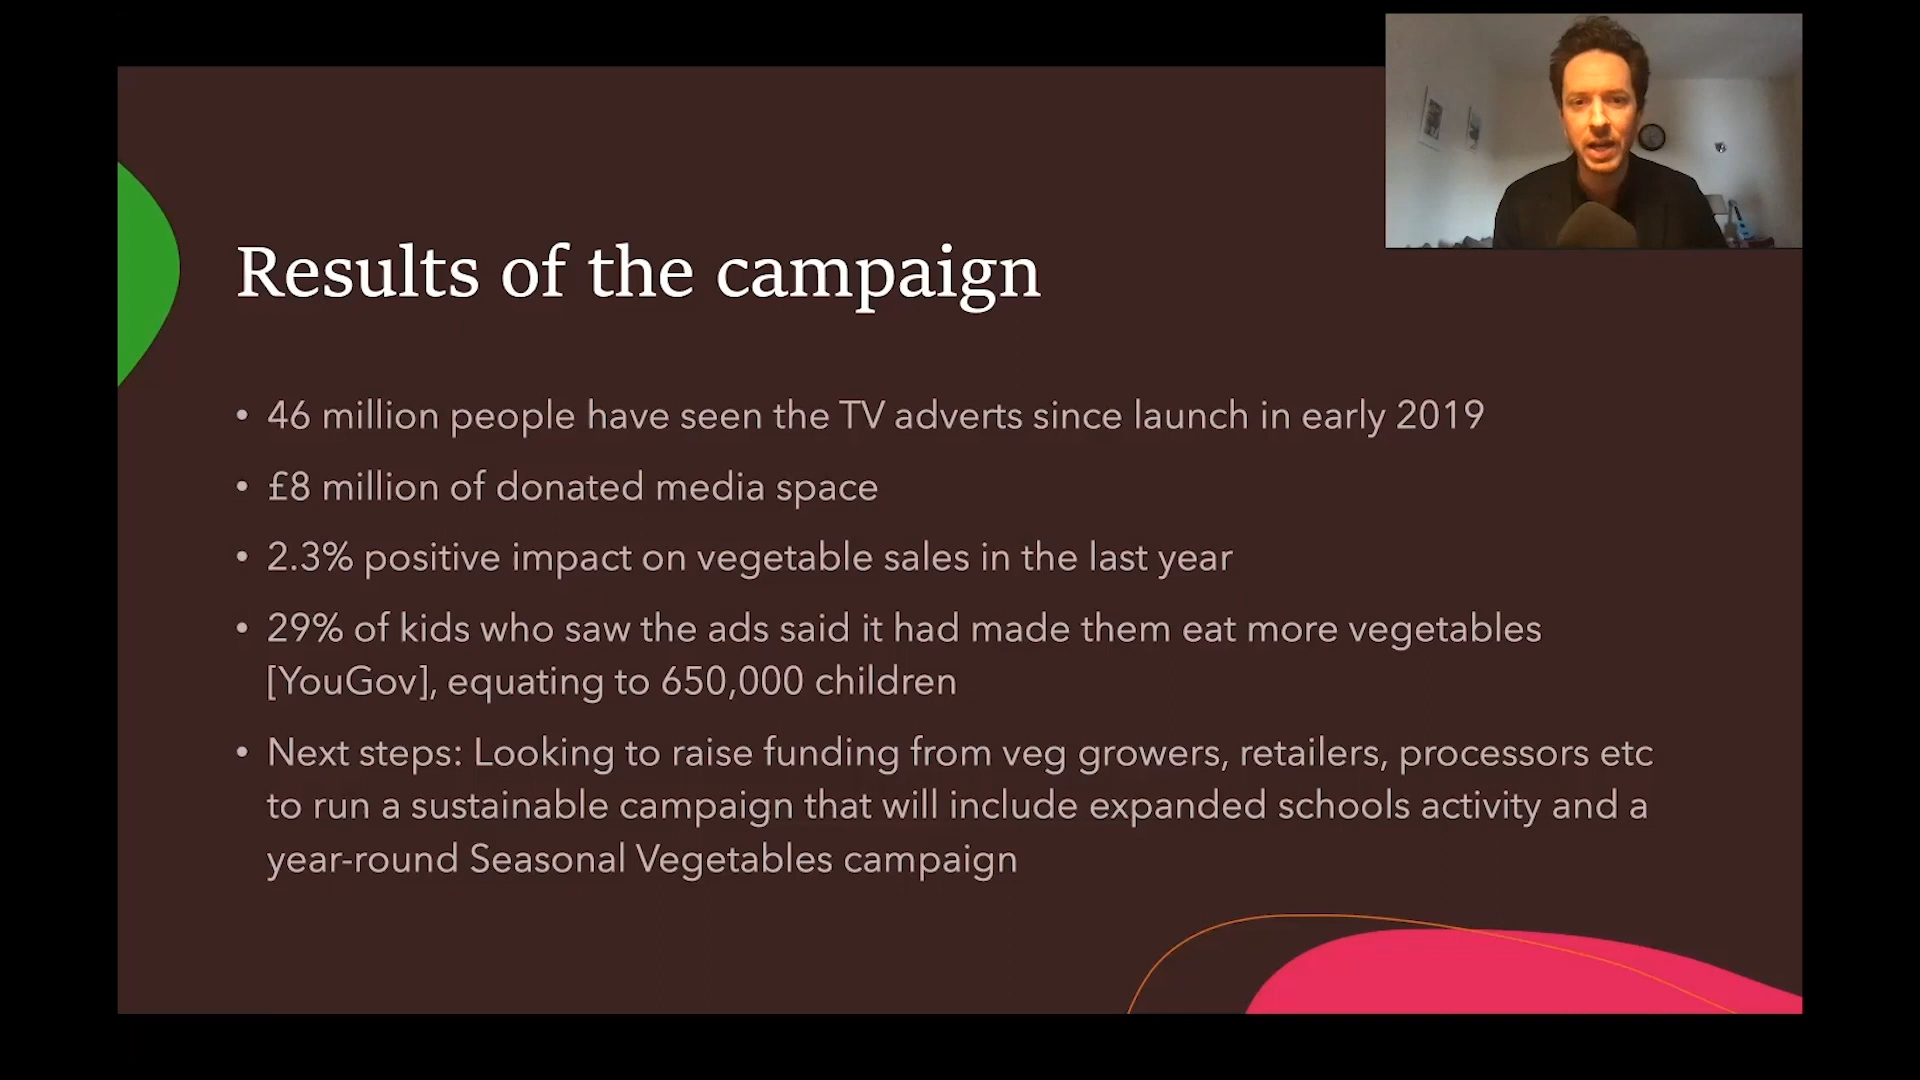 Results of the campaign
• 46 million people have seen the TV adverts since launch in early 2019
• £8 million of donated media space
• 2.3% positive impact on vegetable sales in the last year
• 29% of kids who saw the ads said it had made them eat more vegetables
[YouGov], equating to 650,000 children
• Next steps: Looking to raise funding from veg growers, retailers, processors etc
to run a sustainable campaign that will include expanded schools activity and a
year-round Seasonal Vegetables campaign